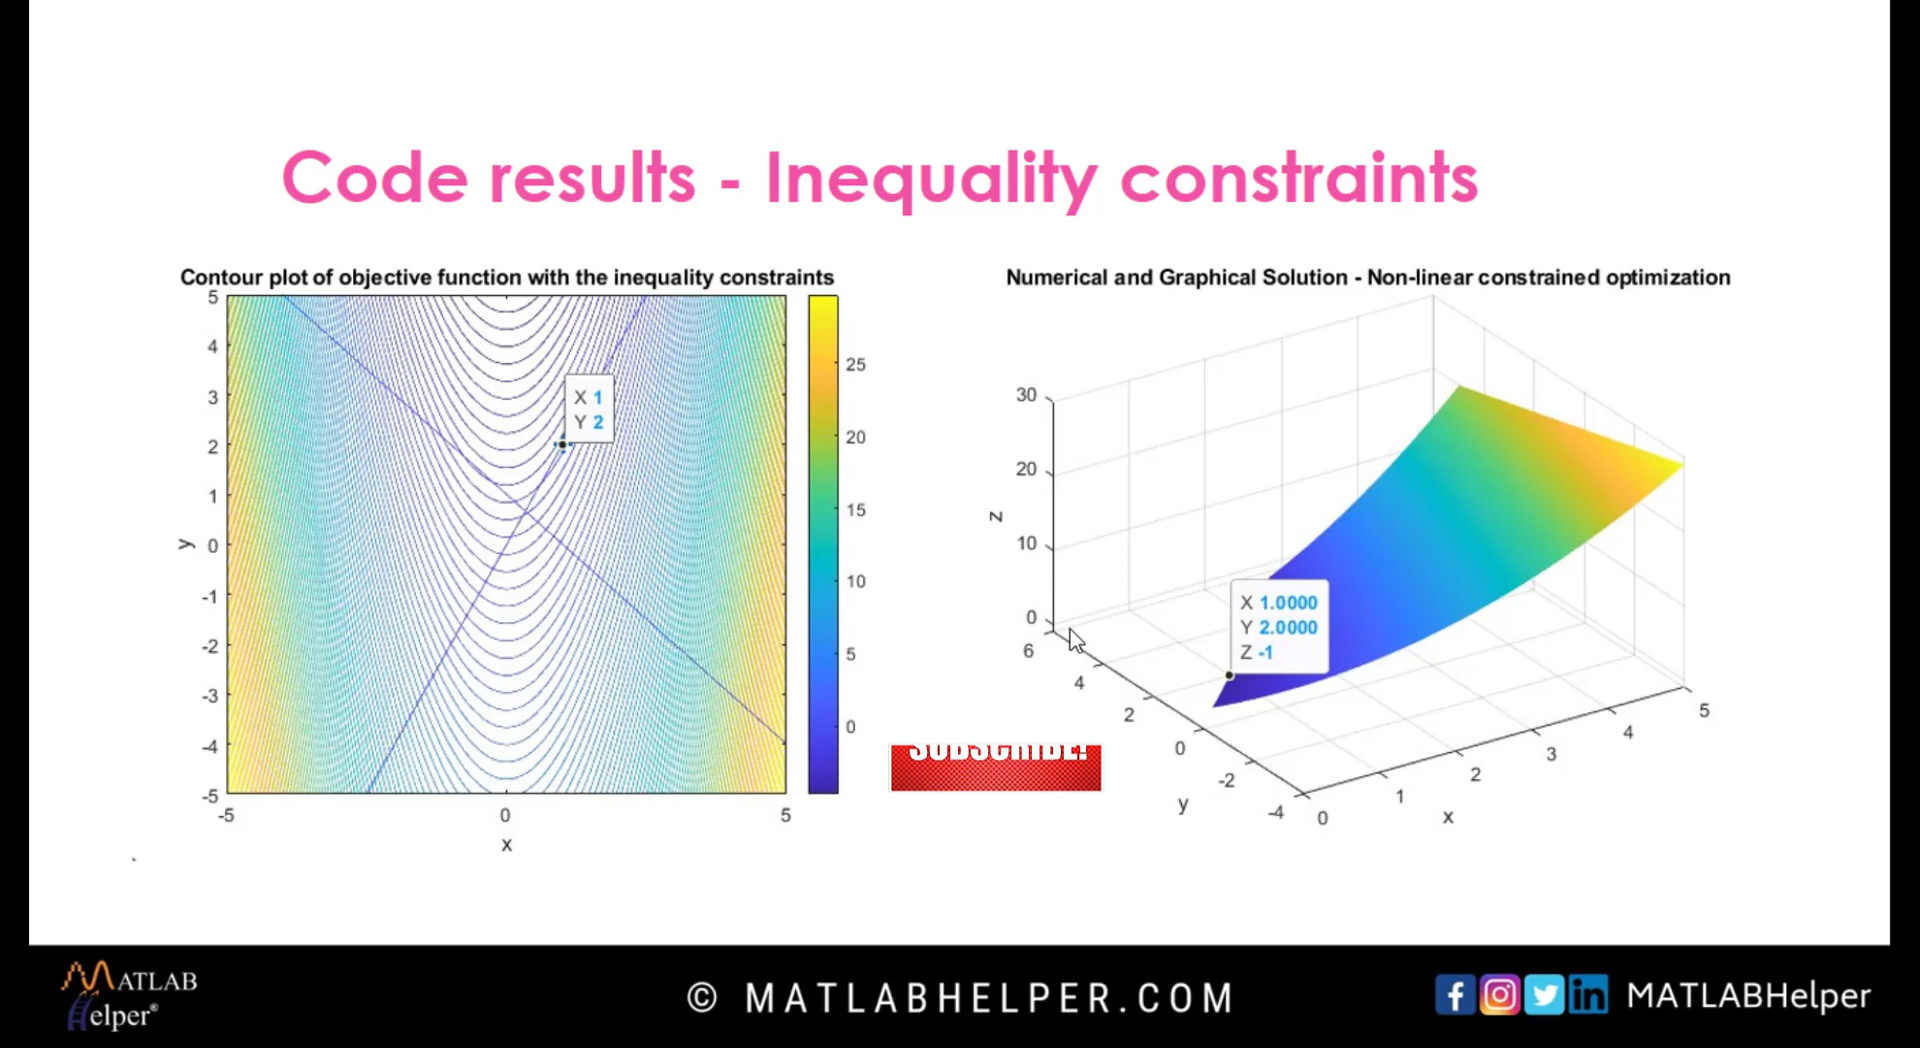 Code results - Inequality constraints
Contour plot of objective function with the inequality constraints
5
4
3
2
1
0
-1
-2
-3
-4
-5
y
-5
0
5
x
X 1
Y 2
25
20
15
10
5
0
Numerical and Graphical Solution - Non-linear constrained optimization
30
20
10
0
z
6
4
2
0
-2
-4
y
0
1
2
3
4
5
x
X 1.0000
Y 2.0000
Z -1
SUBSCRIBE!
MATLAB
Helper®
© MATLABHELPER.COM
MATLABHelper